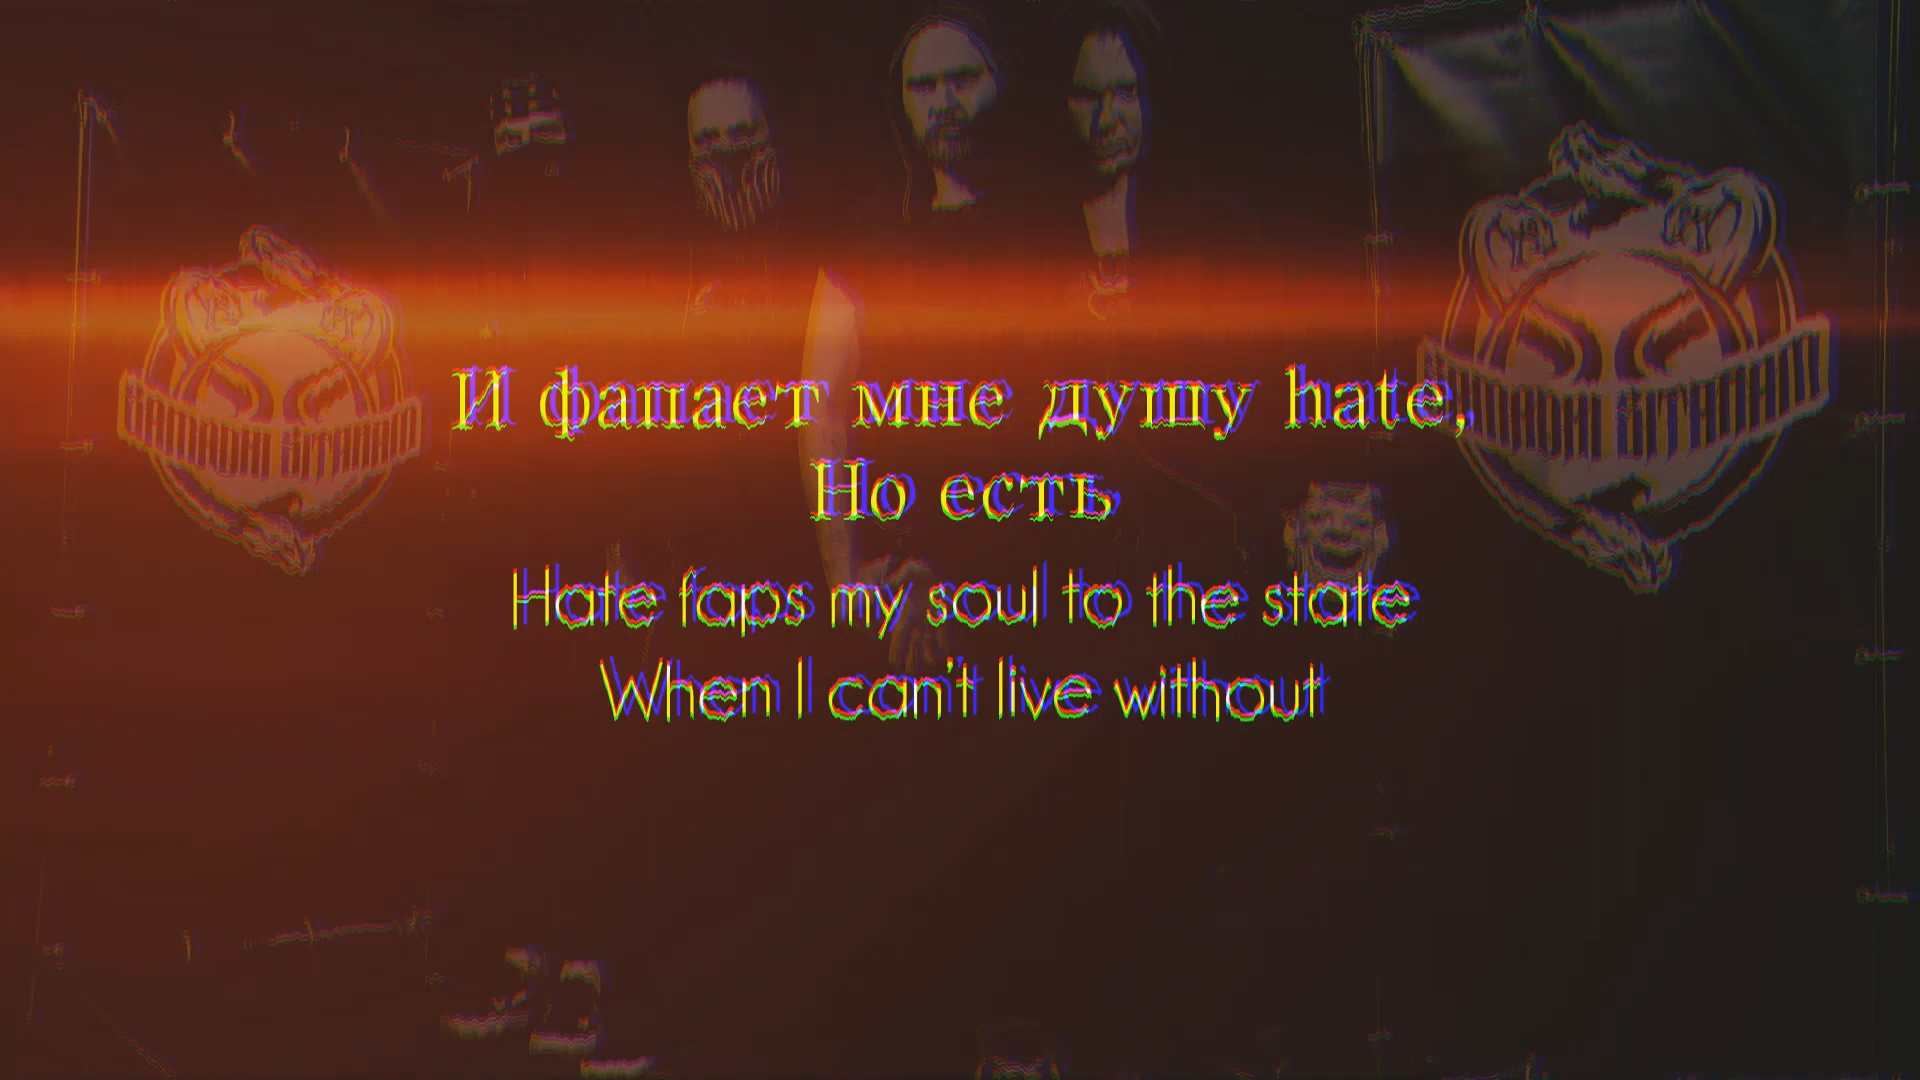 И фапает мне душу hate,
Но есть
Hate faps my soul to the state
When I can't live without